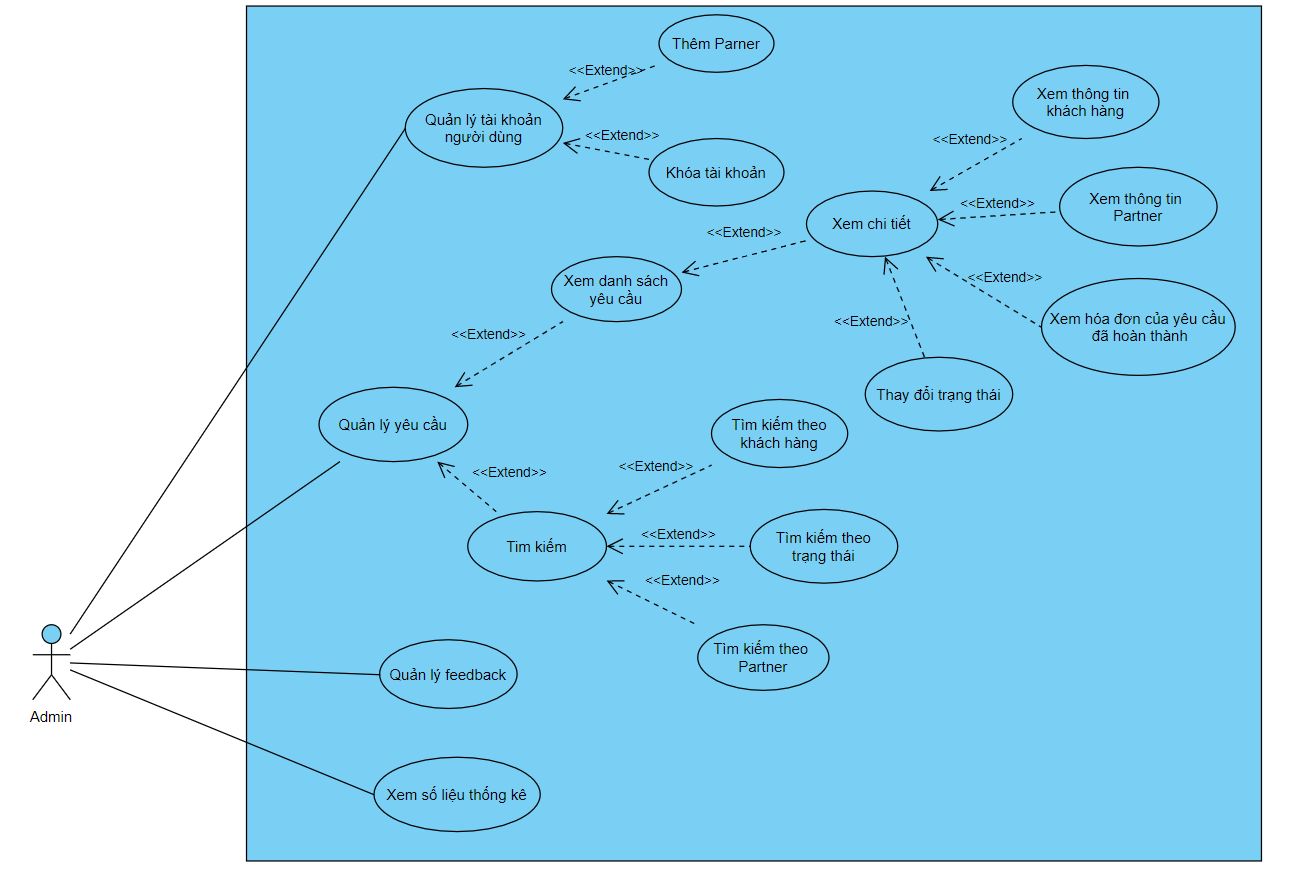 Thêm Parner
<<Extend>>
Quản lý tài khoản
người dùng
<<Extend>>
Khóa tài khoản
Xem thông tin
khách hàng
<<Extend>>
Xem thông tin
Partner
<<Extend>>
Xem chi tiết
<<Extend>>
Xem danh sách
yêu cầu
<<Extend>>
Xem hóa đơn của yêu cầu
đã hoàn thành
<<Extend>>
Thay đổi trạng thái
<<Extend>>
Quản lý yêu cầu
<<Extend>>
Tìm kiếm theo
khách hàng
<<Extend>>
Tìm kiếm
<<Extend>>
Tìm kiếm theo
trạng thái
<<Extend>>
Tìm kiếm theo
Partner
Quản lý feedback
Admin
Xem số liệu thống kê